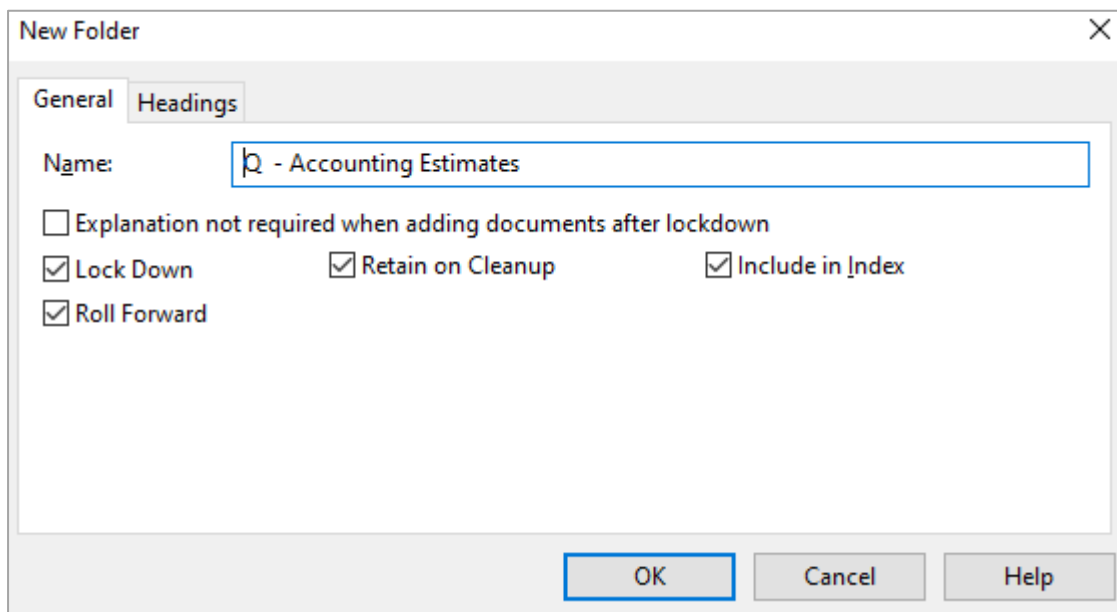 New Folder
General Headings
Name: Q  - Accounting Estimates
Explanation not required when adding documents after lockdown
Lock Down Retain on Cleanup Include in Index
Roll Forward
OK Cancel Help